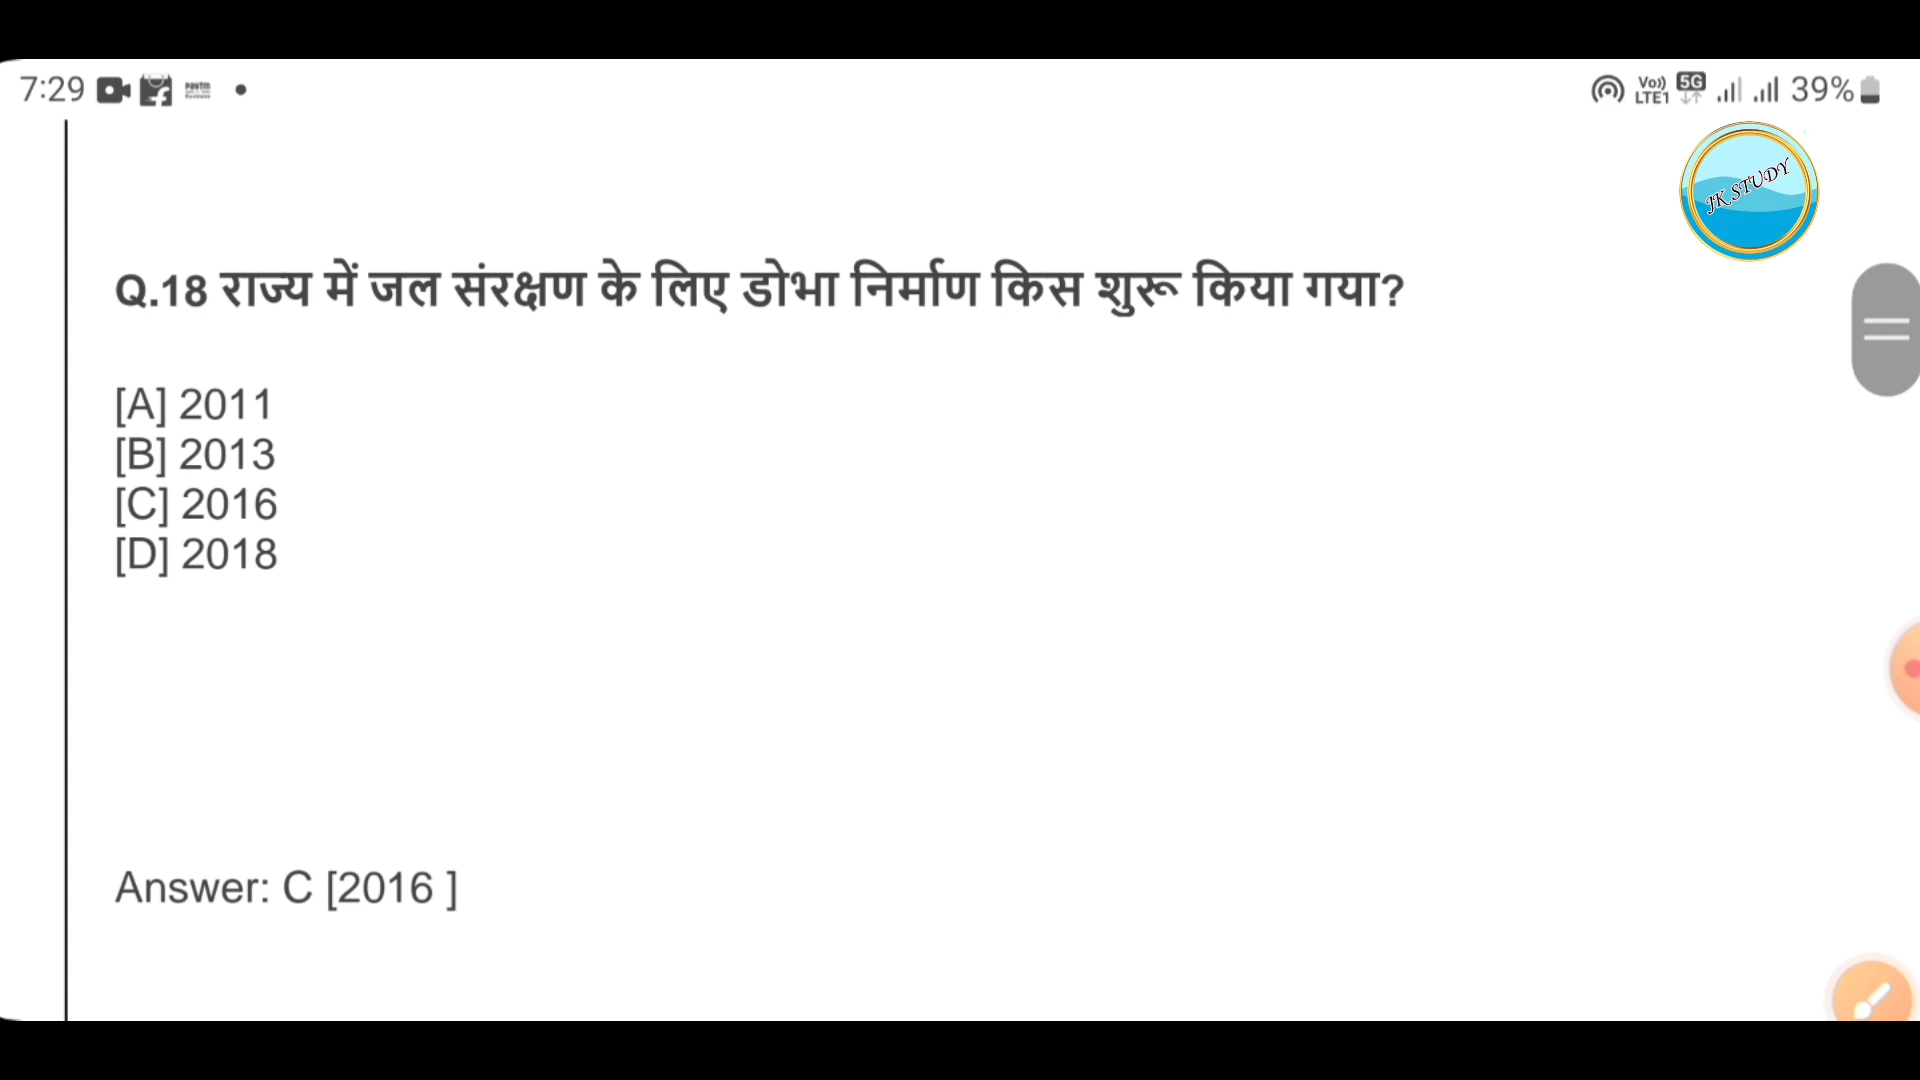 7:29
Vo)) LTE1 5G 39%
JK STUDY
Q.18 राज्य में जल संरक्षण के लिए डोभा निर्माण किस शुरू किया गया?
[A] 2011
[B] 2013
[C] 2016
[D] 2018
Answer: C [2016 ]